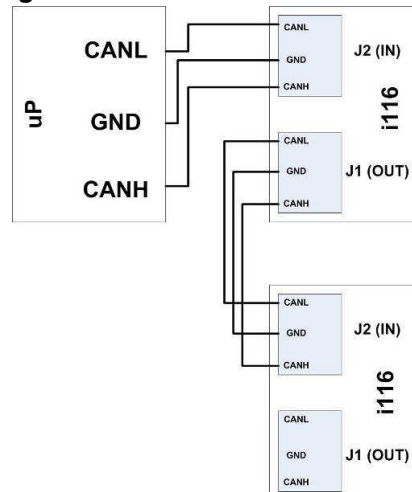 g
uP
CANL
GND
CANH
CANL
GND
CANH
J2 (IN)
i116
CANL
GND
CANH
J1 (OUT)
CANL
GND
CANH
J2 (IN)
i116
CANL
GND
CANH
J1 (OUT)